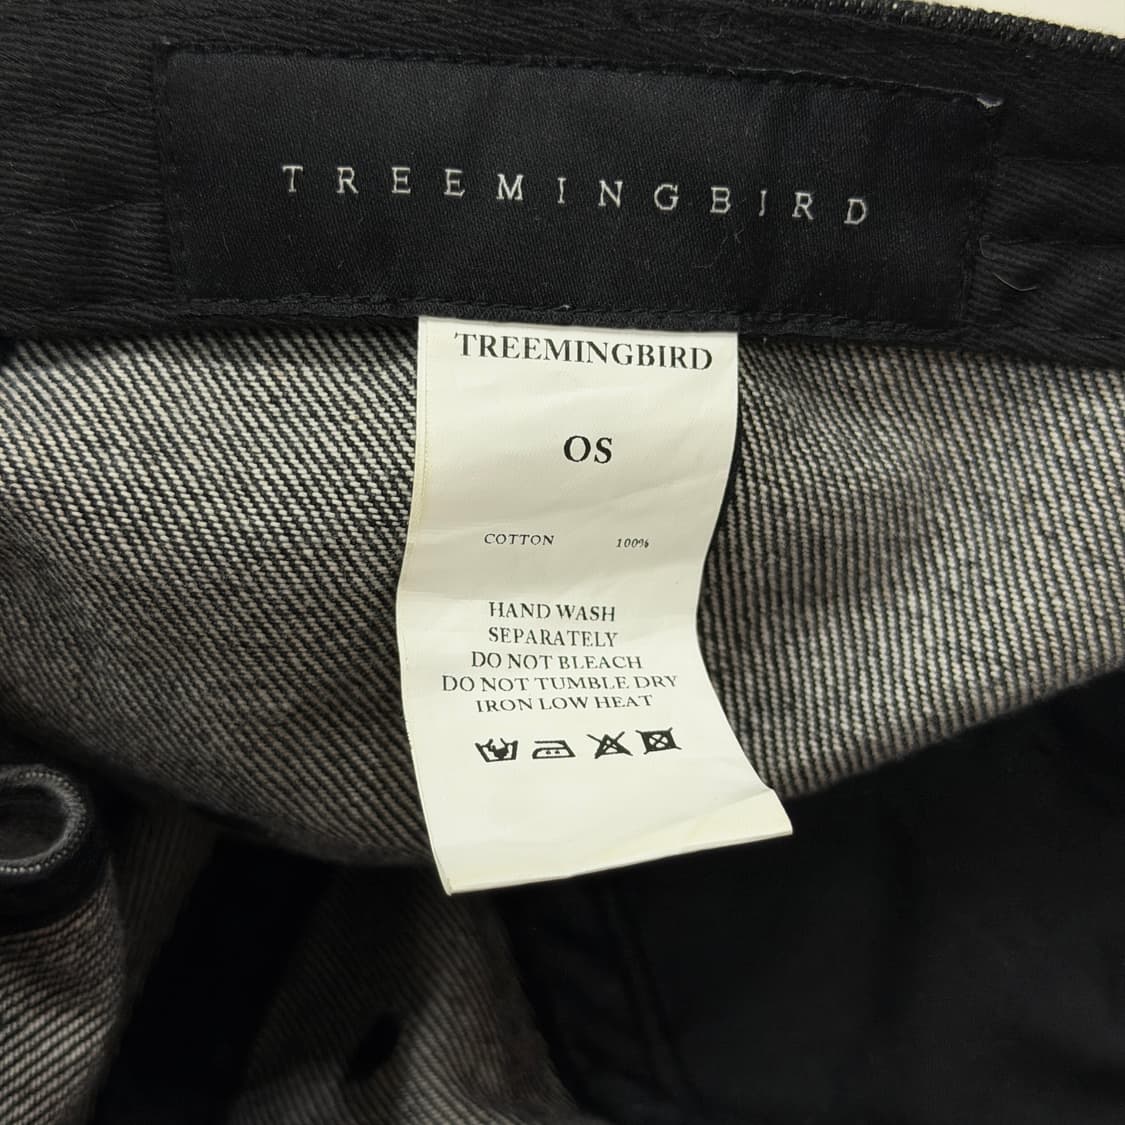 TREEMINGBIRD
TREEMINGBIRD
OS
COTTON 100%
HAND WASH
SEPARATELY
DO NOT BLEACH
DO NOT TUMBLE DRY
IRON LOW HEAT